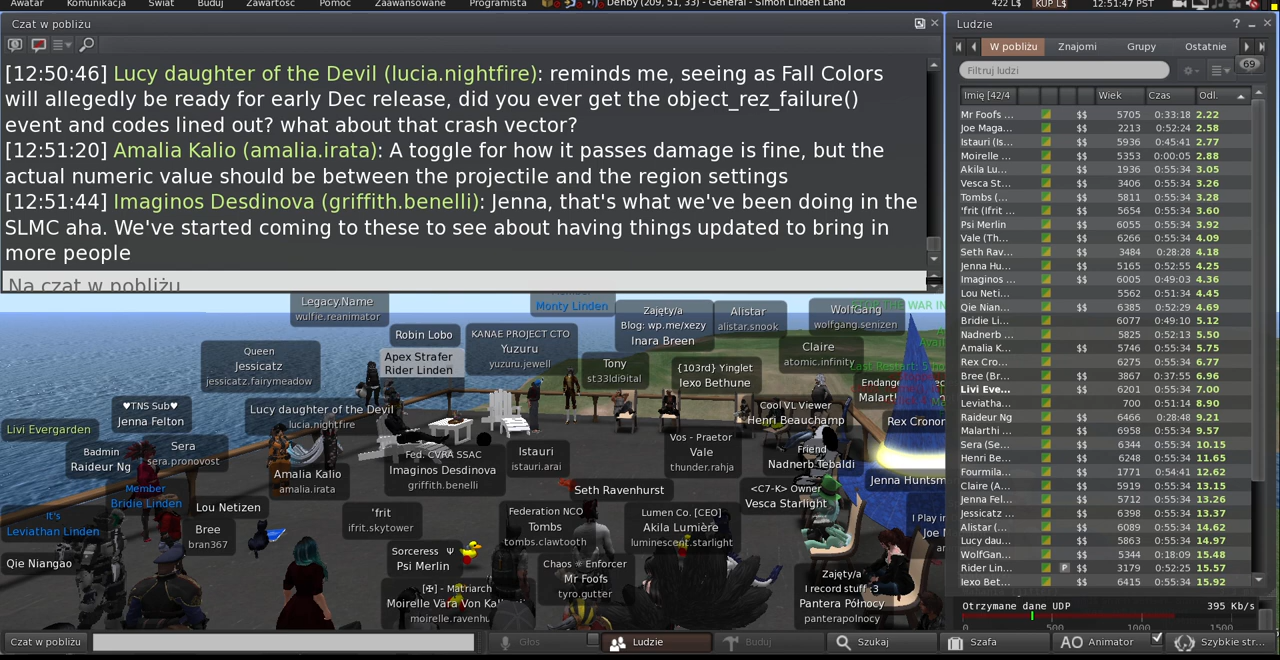 Awatar Komunikacja Świat Buduj Zawartość Pomoc Zaawansowane Programista Denby (209, 51, 33) - General - Simon Linden Land 422 L$ KUP L$ 12:51:47 PST
Czat w pobliżu
[12:50:46] Lucy daughter of the Devil (lucia.nightfire): reminds me, seeing as Fall Colors
will allegedly be ready for early Dec release, did you ever get the object_rez_failure()
event and codes lined out? what about that crash vector?
[12:51:20] Amalia Kalio (amalia.irata): A toggle for how it passes damage is fine, but the
actual numeric value should be between the projectile and the region settings
[12:51:44] Imaginos Desdinova (griffith.benelli): Jenna, that's what we've been doing in the
SLMC aha. We've started coming to these to see about having things updated to bring in
more people
Na czat w pobliżu
Ludzie
W pobliżu Znajomi Grupy Ostatnie
Filtruj ludzi
69
Imię [42/4 Wiek Czas Odl.
Mr Foofs ... $$ 5705 0:33:18 2.22
Joe Maga... $$ 2213 0:52:24 2.58
Istauri (Is... $$ 5936 0:45:41 2.77
Moirelle ... $$ 5353 0:00:05 2.88
Akila Lu... $$ 1936 0:55:34 3.05
Vesca St... $$ 3406 0:55:34 3.26
Tombs (... $$ 5811 0:55:34 3.28
'frit (Ifrit ... $$ 5654 0:55:34 3.60
Psi Merlin $$ 6055 0:55:34 3.92
Vale (Th... $$ 6266 0:55:34 4.09
Seth Rav... $$ 3484 0:28:28 4.18
Jenna Hu... $$ 5165 0:52:55 4.25
Imaginos ... $$ 6005 0:49:03 4.36
Lou Neti... 5562 0:51:34 4.45
Qie Nian... $$ 6385 0:52:29 4.69
Bridie Li... 6077 0:49:10 5.12
Nadnerb ... 5825 0:52:13 5.50
Amalia K... $$ 5746 0:55:34 5.75
Rex Cro... 6275 0:55:34 6.77
Bree (Br... $$ 3867 0:37:55 6.96
Livi Eve... $$ 6201 0:55:34 7.00
Leviatha... 700 0:51:14 8.90
Raideur Ng $$ 6466 0:28:48 9.21
Malarthi ... 6958 0:55:34 9.57
Sera (Se... $$ 6344 0:55:34 10.15
Henri Be... $$ 6248 0:55:34 11.65
Fourmila... $$ 1771 0:54:41 12.62
Claire (A... $$ 5919 0:55:34 13.15
Jenna Fel... $$ 5712 0:55:34 13.26
Jessicatz ... $$ 6398 0:55:34 13.37
Alistar (... $$ 6089 0:55:34 14.62
Lucy dau... $$ 5863 0:55:34 14.97
WolfGan... $$ 5344 0:18:09 15.48
Rider Lin... P $$ 3179 0:52:25 15.57
Iexo Bet... $$ 6415 0:55:34 15.92
Otrzymane dane UDP 395 Kb/s
0 500 1000 1500
Legacy.Name
wulfie.reanimator
Monty Linden
Zajęty/a
Blog: wp.me/xezy
Inara Breen
Alistar
alistar.snook
WolfGang
wolfgang.senizen
Robin Lobo
Apex Strafer
Rider Linden
KANAE PROJECT CTO
Yuzuru
yuzuru.jewell
Claire
atomic.infinity
Queen
Jessicatz
jessicatz.fairymeadow
Tony
st33ldi9ital
{103rd} Yinglet
Iexo Bethune
♥TNS Sub♥
Jenna Felton
Lucy daughter of the Devil
lucia.nightfire
Cool VL Viewer
Henri Beauchamp
Rex Cronon
Livi Evergarden
Sera
sera.pronovost
Badmin
Raideur Ng
Vos - Praetor
Vale
thunder.rahja
Friend
Nadnerb Tebaldi
Fed. CVRA SSAC
Imaginos Desdinova
griffith.benelli
Istauri
istauri.arai
Amalia Kalio
amalia.irata
Jenna Huntsm
Member
Bridie Linden
Seth Ravenhurst
<C7-K> Owner
Vesca Starlight
Lou Netizen
It's
Leviathan Linden
Bree
bran367
'frit
ifrit.skytower
Federation NCO
Tombs
tombs.clawtooth
Lumen Co. [CEO]
Akila Lumière
luminescent.starlight
Qie Niangao
Sorceress Ψ
Psi Merlin
Chaos ☼ Enforcer
Mr Foofs
tyro.gutter
[✠] - Matriarch
Moirelle Vära Von Ka
moirelle.ravenhu
Zajęty/a
I record stuff :3
Pantera Północy
panterapolnocy
Czat w pobliżu Głos Ludzie Buduj Szukaj Szafa AO Animator Szybkie str...